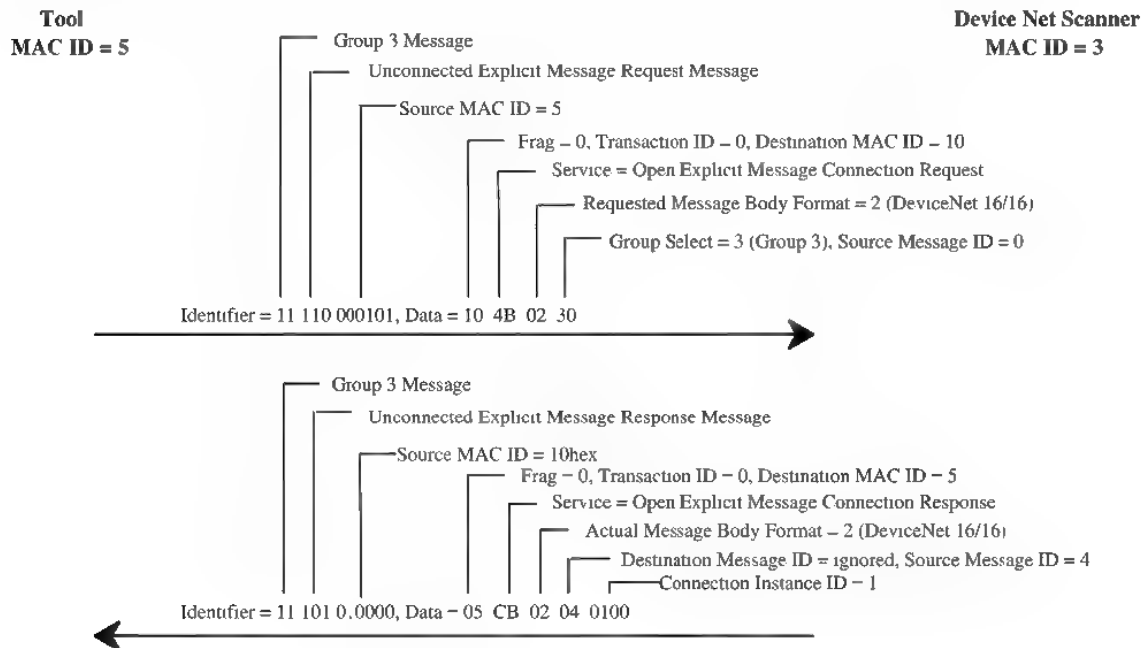 Tool
MAC ID = 5
Device Net Scanner
MAC ID = 3
Group 3 Message
Unconnected Explicit Message Request Message
Source MAC ID = 5
Frag – 0, Transaction ID – 0, Destination MAC ID – 10
Service = Open Explicit Message Connection Request
Requested Message Body Format = 2 (DeviceNet 16/16)
Group Select = 3 (Group 3), Source Message ID = 0
Identifier = 11 110 000101, Data = 10 4B 02 30
Group 3 Message
Unconnected Explicit Message Response Message
Source MAC ID = 10hex
Frag – 0, Transaction ID – 0, Destination MAC ID – 5
Service = Open Explicit Message Connection Response
Actual Message Body Format – 2 (DeviceNet 16/16)
Destination Message ID = ignored, Source Message ID = 4
Connection Instance ID – 1
Identifier = 11 101 0.0000, Data – 05 CB 02 04 0100